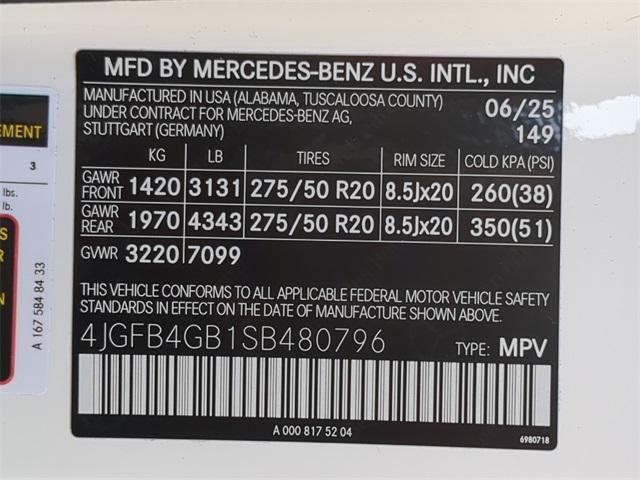 MFD BY MERCEDES-BENZ U.S. INTL., INC
MANUFACTURED IN USA (ALABAMA, TUSCALOOSA COUNTY)
UNDER CONTRACT FOR MERCEDES-BENZ AG,
STUTTGART (GERMANY)
06/25
149
KG LB TIRES RIM SIZE COLD KPA (PSI)
GAWR FRONT 1420 3131 275/50 R20 8.5Jx20 260(38)
GAWR REAR 1970 4343 275/50 R20 8.5Jx20 350(51)
GVWR 3220 7099
THIS VEHICLE CONFORMS TO ALL APPLICABLE FEDERAL MOTOR VEHICLE SAFETY
STANDARDS IN EFFECT ON THE DATE OF MANUFACTURE SHOWN ABOVE.
4JGFB4GB1SB480796 TYPE: MPV
A 000 817 52 04
6980718
EMENT
3
lbs.
lb.
S
R
N
A 167 584 84 33